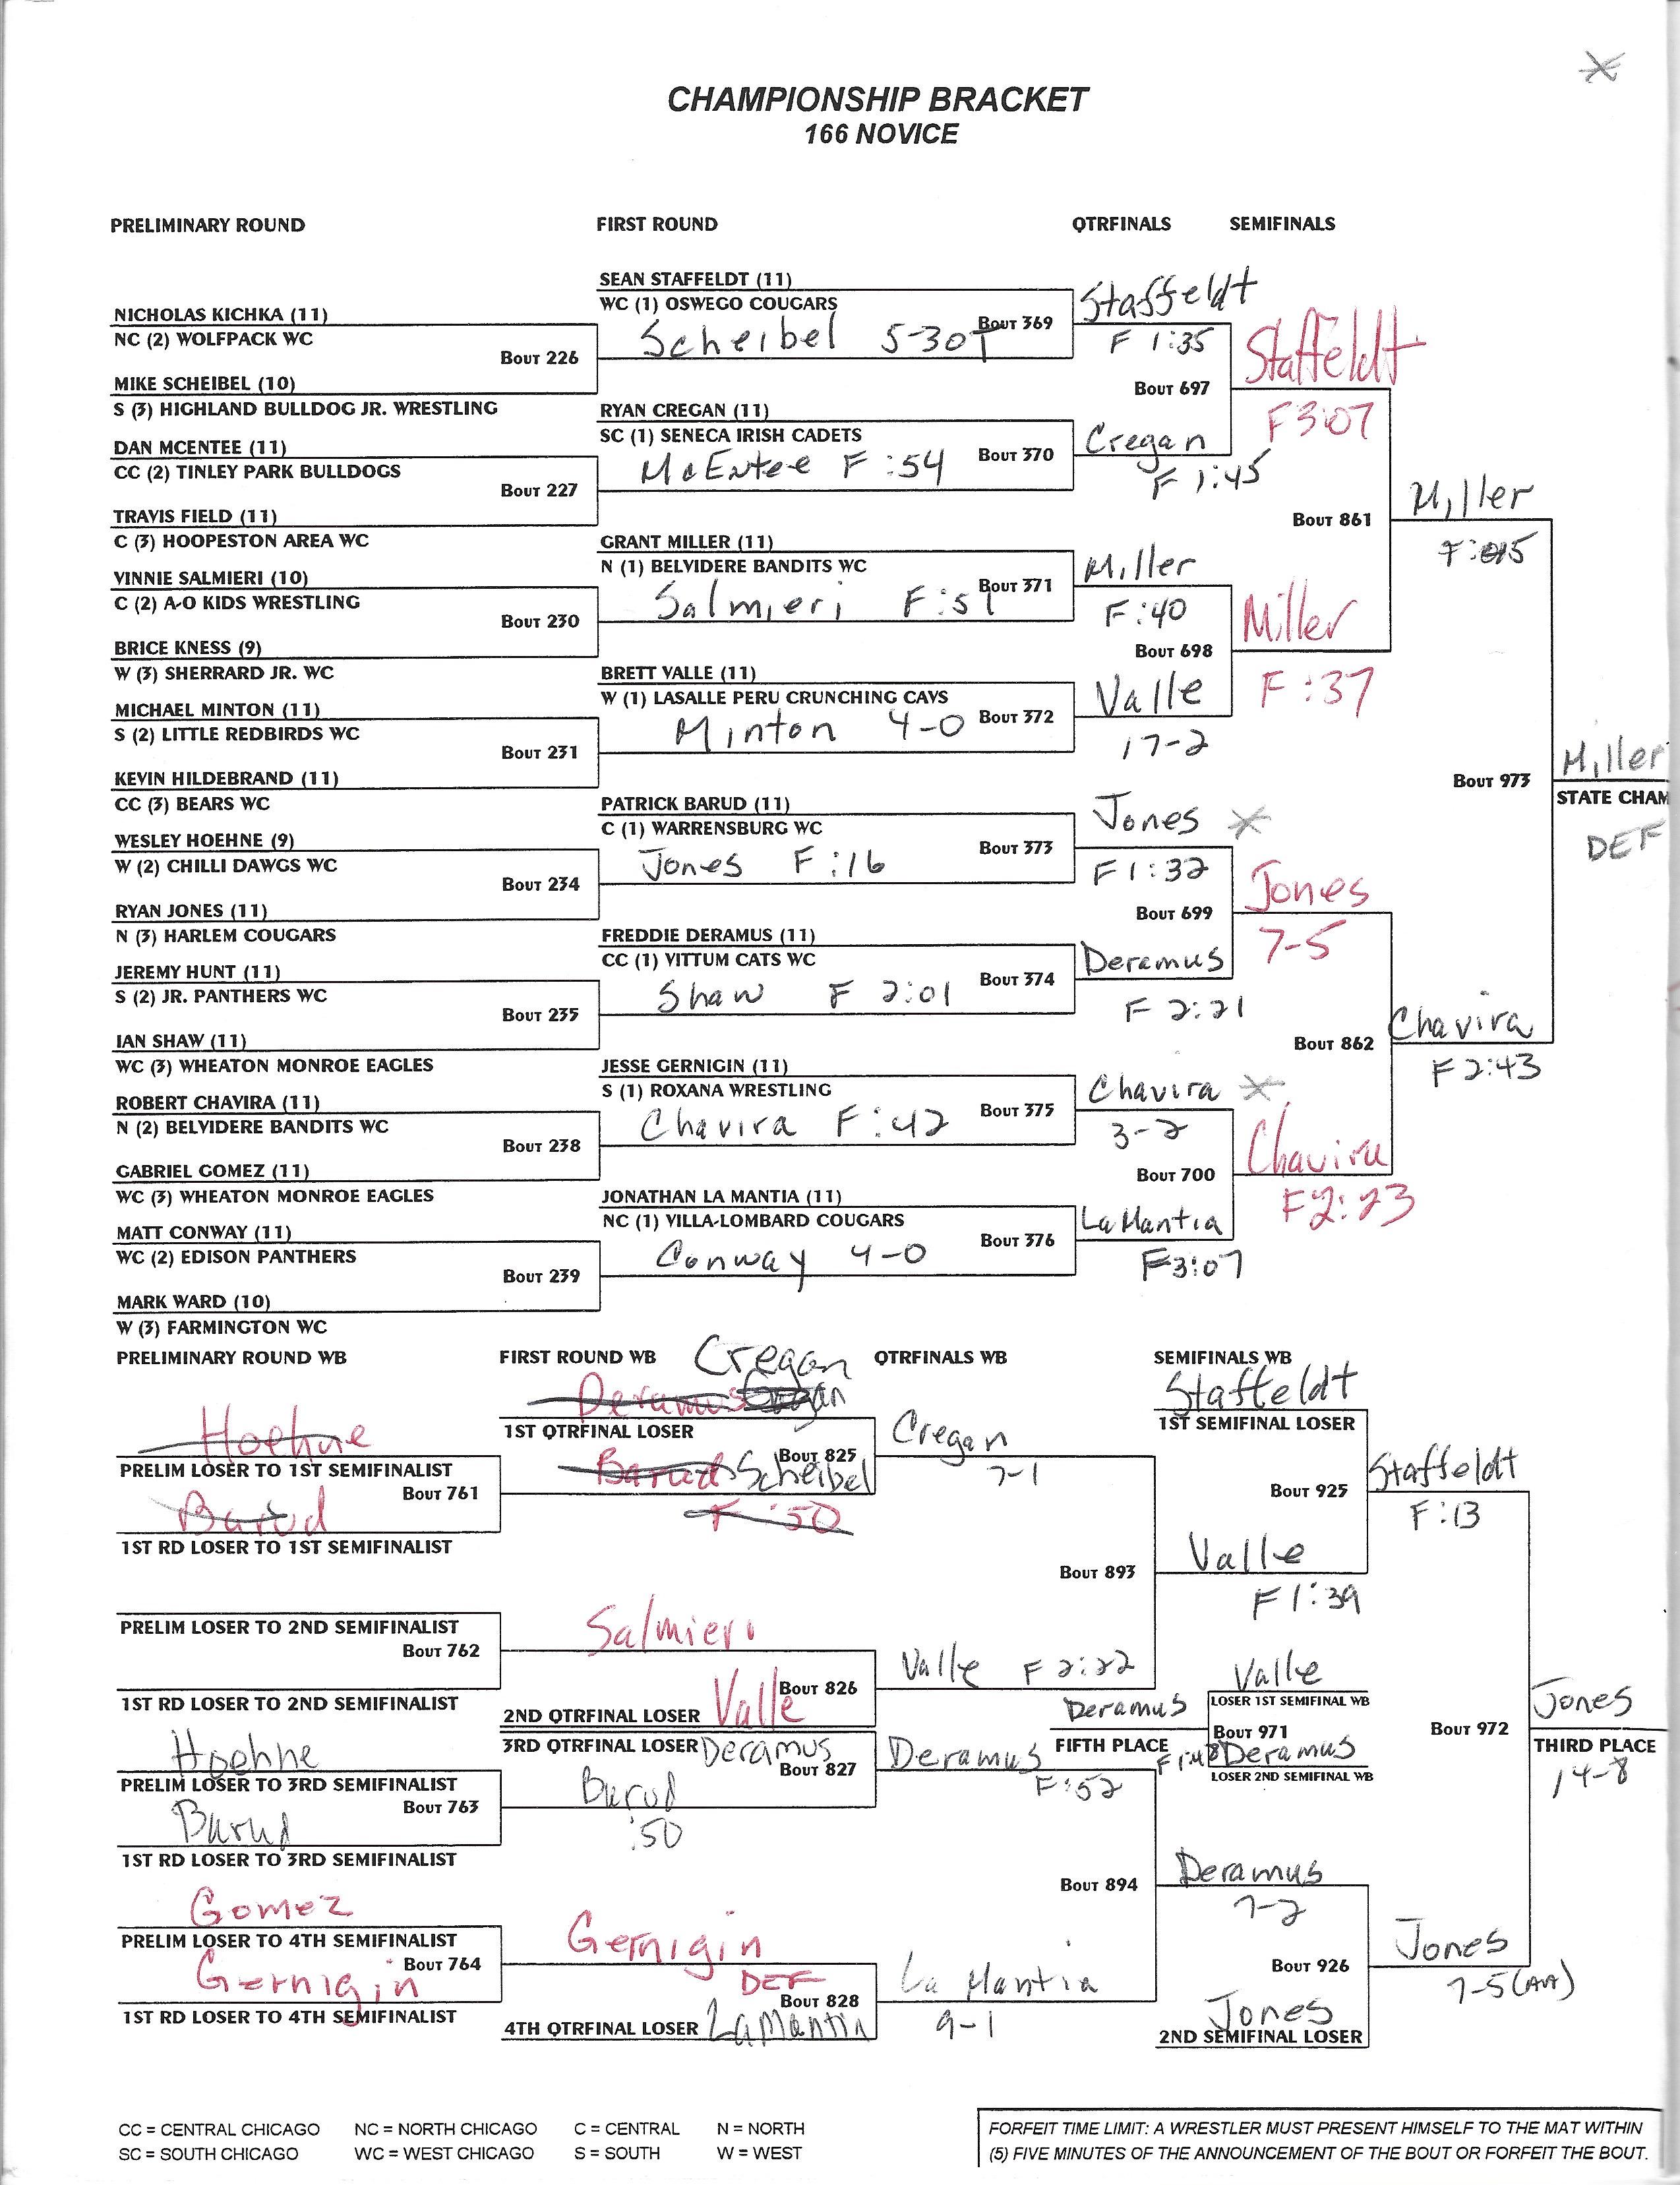 CHAMPIONSHIP BRACKET
166 NOVICE
PRELIMINARY ROUND
FIRST ROUND
QTRFINALS
SEMIFINALS
NICHOLAS KICHKA (11)
NC (2) WOLFPACK WC
BOUT 226
MIKE SCHEIBEL (10)
S (3) HIGHLAND BULLDOG JR. WRESTLING
DAN MCENTEE (11)
CC (2) TINLEY PARK BULLDOGS
BOUT 227
TRAVIS FIELD (11)
C (3) HOOPESTON AREA WC
VINNIE SALMIERI (10)
C (2) A-O KIDS WRESTLING
BOUT 230
BRICE KNESS (9)
W (3) SHERRARD JR. WC
MICHAEL MINTON (11)
S (2) LITTLE REDBIRDS WC
BOUT 231
KEVIN HILDEBRAND (11)
CC (3) BEARS WC
WESLEY HOEHNE (9)
W (2) CHILLI DAWGS WC
BOUT 234
RYAN JONES (11)
N (3) HARLEM COUGARS
JEREMY HUNT (11)
S (2) JR. PANTHERS WC
BOUT 235
IAN SHAW (11)
WC (3) WHEATON MONROE EAGLES
ROBERT CHAVIRA (11)
N (2) BELVIDERE BANDITS WC
BOUT 238
GABRIEL GOMEZ (11)
WC (3) WHEATON MONROE EAGLES
MATT CONWAY (11)
WC (2) EDISON PANTHERS
BOUT 239
MARK WARD (10)
W (3) FARMINGTON WC
SEAN STAFFELDT (11)
WC (1) OSWEGO COUGARS
BOUT 369
Scheibel 5-3OT
RYAN CREGAN (11)
SC (1) SENECA IRISH CADETS
BOUT 370
McEntee F :54
GRANT MILLER (11)
N (1) BELVIDERE BANDITS WC
BOUT 371
Salmieri F:51
BRETT VALLE (11)
W (1) LASALLE PERU CRUNCHING CAVS
BOUT 372
Minton 4-0
PATRICK BARUD (11)
C (1) WARRENSBURG WC
BOUT 373
Jones F:16
FREDDIE DERAMUS (11)
CC (1) VITTUM CATS WC
BOUT 374
Shaw F 2:01
JESSE GERNIGIN (11)
S (1) ROXANA WRESTLING
BOUT 375
Chavira F:42
JONATHAN LA MANTIA (11)
NC (1) VILLA-LOMBARD COUGARS
BOUT 376
Conway 4-0
Staffeldt
F 1:35
BOUT 697
Cregan
F 1:45
Miller
F:40
BOUT 698
Valle
17-2
Jones
F 1:32
BOUT 699
Deramus
F 2:21
Chavira
3-2
BOUT 700
LaMantia
F3:07
Staffeldt
F3:07
BOUT 861
Miller
F:37
Jones
7-5
BOUT 862
Chavira
F2:23
Miller
BOUT 973
Chavira
F 2:43
Miller
STATE CHAM
DEF
PRELIMINARY ROUND WB
FIRST ROUND WB
QTRFINALS WB
SEMIFINALS WB
Hoehne
PRELIM LOSER TO 1ST SEMIFINALIST
BOUT 761
Barud
1ST RD LOSER TO 1ST SEMIFINALIST
PRELIM LOSER TO 2ND SEMIFINALIST
BOUT 762
1ST RD LOSER TO 2ND SEMIFINALIST
Hoehne
PRELIM LOSER TO 3RD SEMIFINALIST
BOUT 763
Barud
1ST RD LOSER TO 3RD SEMIFINALIST
Gomez
PRELIM LOSER TO 4TH SEMIFINALIST
BOUT 764
Gernigin
1ST RD LOSER TO 4TH SEMIFINALIST
Cregan
Deramus
1ST QTRFINAL LOSER
BOUT 825
Barud Scheibel
F :50
Salmieri
BOUT 826
2ND QTRFINAL LOSER Valle
3RD QTRFINAL LOSER Deramus
BOUT 827
Barud
:50
Gernigin
DEF
BOUT 828
4TH QTRFINAL LOSER LaMantia
Cregan
7-1
BOUT 893
Valle F 2:22
Deramus
F:52
BOUT 894
La Mantia
9-1
Staffeldt
1ST SEMIFINAL LOSER
BOUT 925
Valle
F 1:39
Valle
LOSER 1ST SEMIFINAL WB
Deramus
BOUT 971
FIFTH PLACE
Deramus
LOSER 2ND SEMIFINAL WB
Deramus
7-2
BOUT 926
Jones
2ND SEMIFINAL LOSER
Staffeldt
F:13
BOUT 972
Jones
7-5
Jones
THIRD PLACE
14-8
CC = CENTRAL CHICAGO NC = NORTH CHICAGO C = CENTRAL N = NORTH
SC = SOUTH CHICAGO WC = WEST CHICAGO S = SOUTH W = WEST
FORFEIT TIME LIMIT: A WRESTLER MUST PRESENT HIMSELF TO THE MAT WITHIN
(5) FIVE MINUTES OF THE ANNOUNCEMENT OF THE BOUT OR FORFEIT THE BOUT.